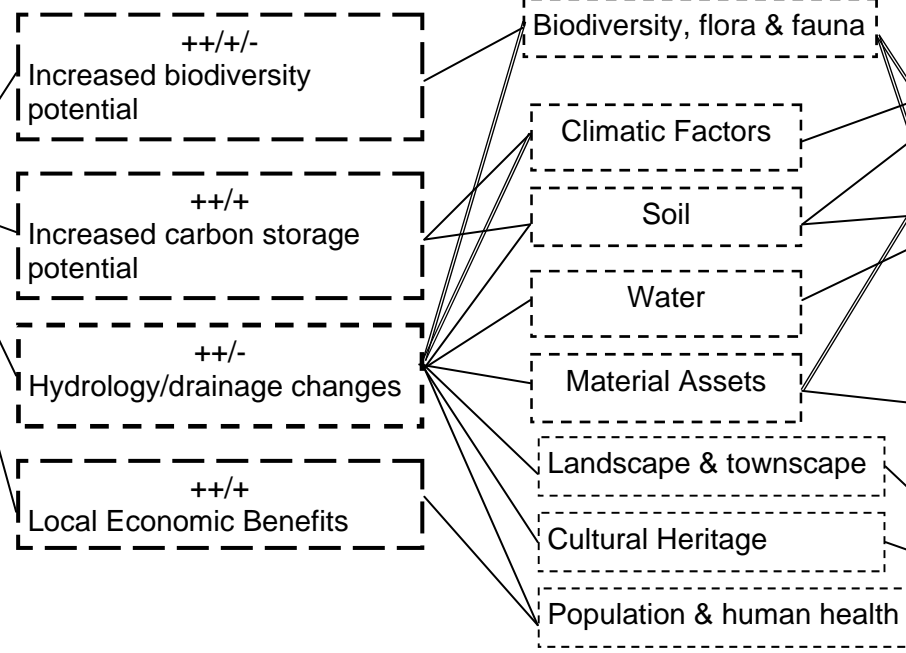 ++/+/-
Increased biodiversity
potential
++/+
Increased carbon storage
potential
++/-
Hydrology/drainage changes
++/+
Local Economic Benefits
Biodiversity, flora & fauna
Climatic Factors
Soil
Water
Material Assets
Landscape & townscape
Cultural Heritage
Population & human health